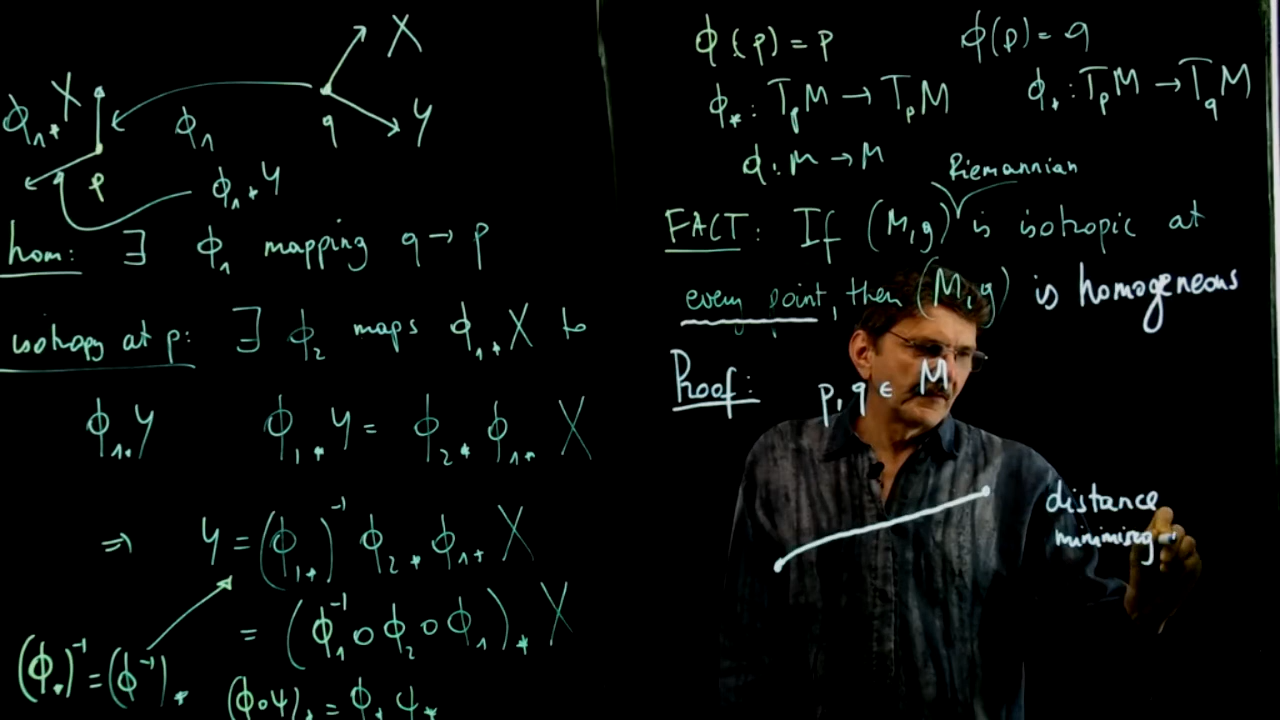 X
ϕ₁⁎X
ϕ₁
q
Y
p
ϕ₁⁎Y
hom: ∃ ϕ₁ mapping q → p
isotropy at p: ∃ ϕ₂ maps ϕ₁⁎X to
ϕ₁⁎Y ϕ₁⁎Y = ϕ₂⁎ ϕ₁⁎ X
⇒ Y = (ϕ₁⁎)⁻¹ ϕ₂⁎ ϕ₁⁎ X
= (ϕ₁⁻¹ ∘ ϕ₂ ∘ ϕ₁)⁎ X
(ϕ⁎)⁻¹ = (ϕ⁻¹)⁎ (ϕ∘ψ)⁎ = ϕ⁎ ψ⁎
ϕ(p) = p ϕ(p) = q
ϕ⁎ : TₚM → TₚM ϕ⁎ : TₚM → T_qM
ϕ : M → M
Riemannian
FACT: If (M,g) is isotropic at
every point, then (M,g) is homogeneous
Proof: p, q ∈ M
distance
minimising